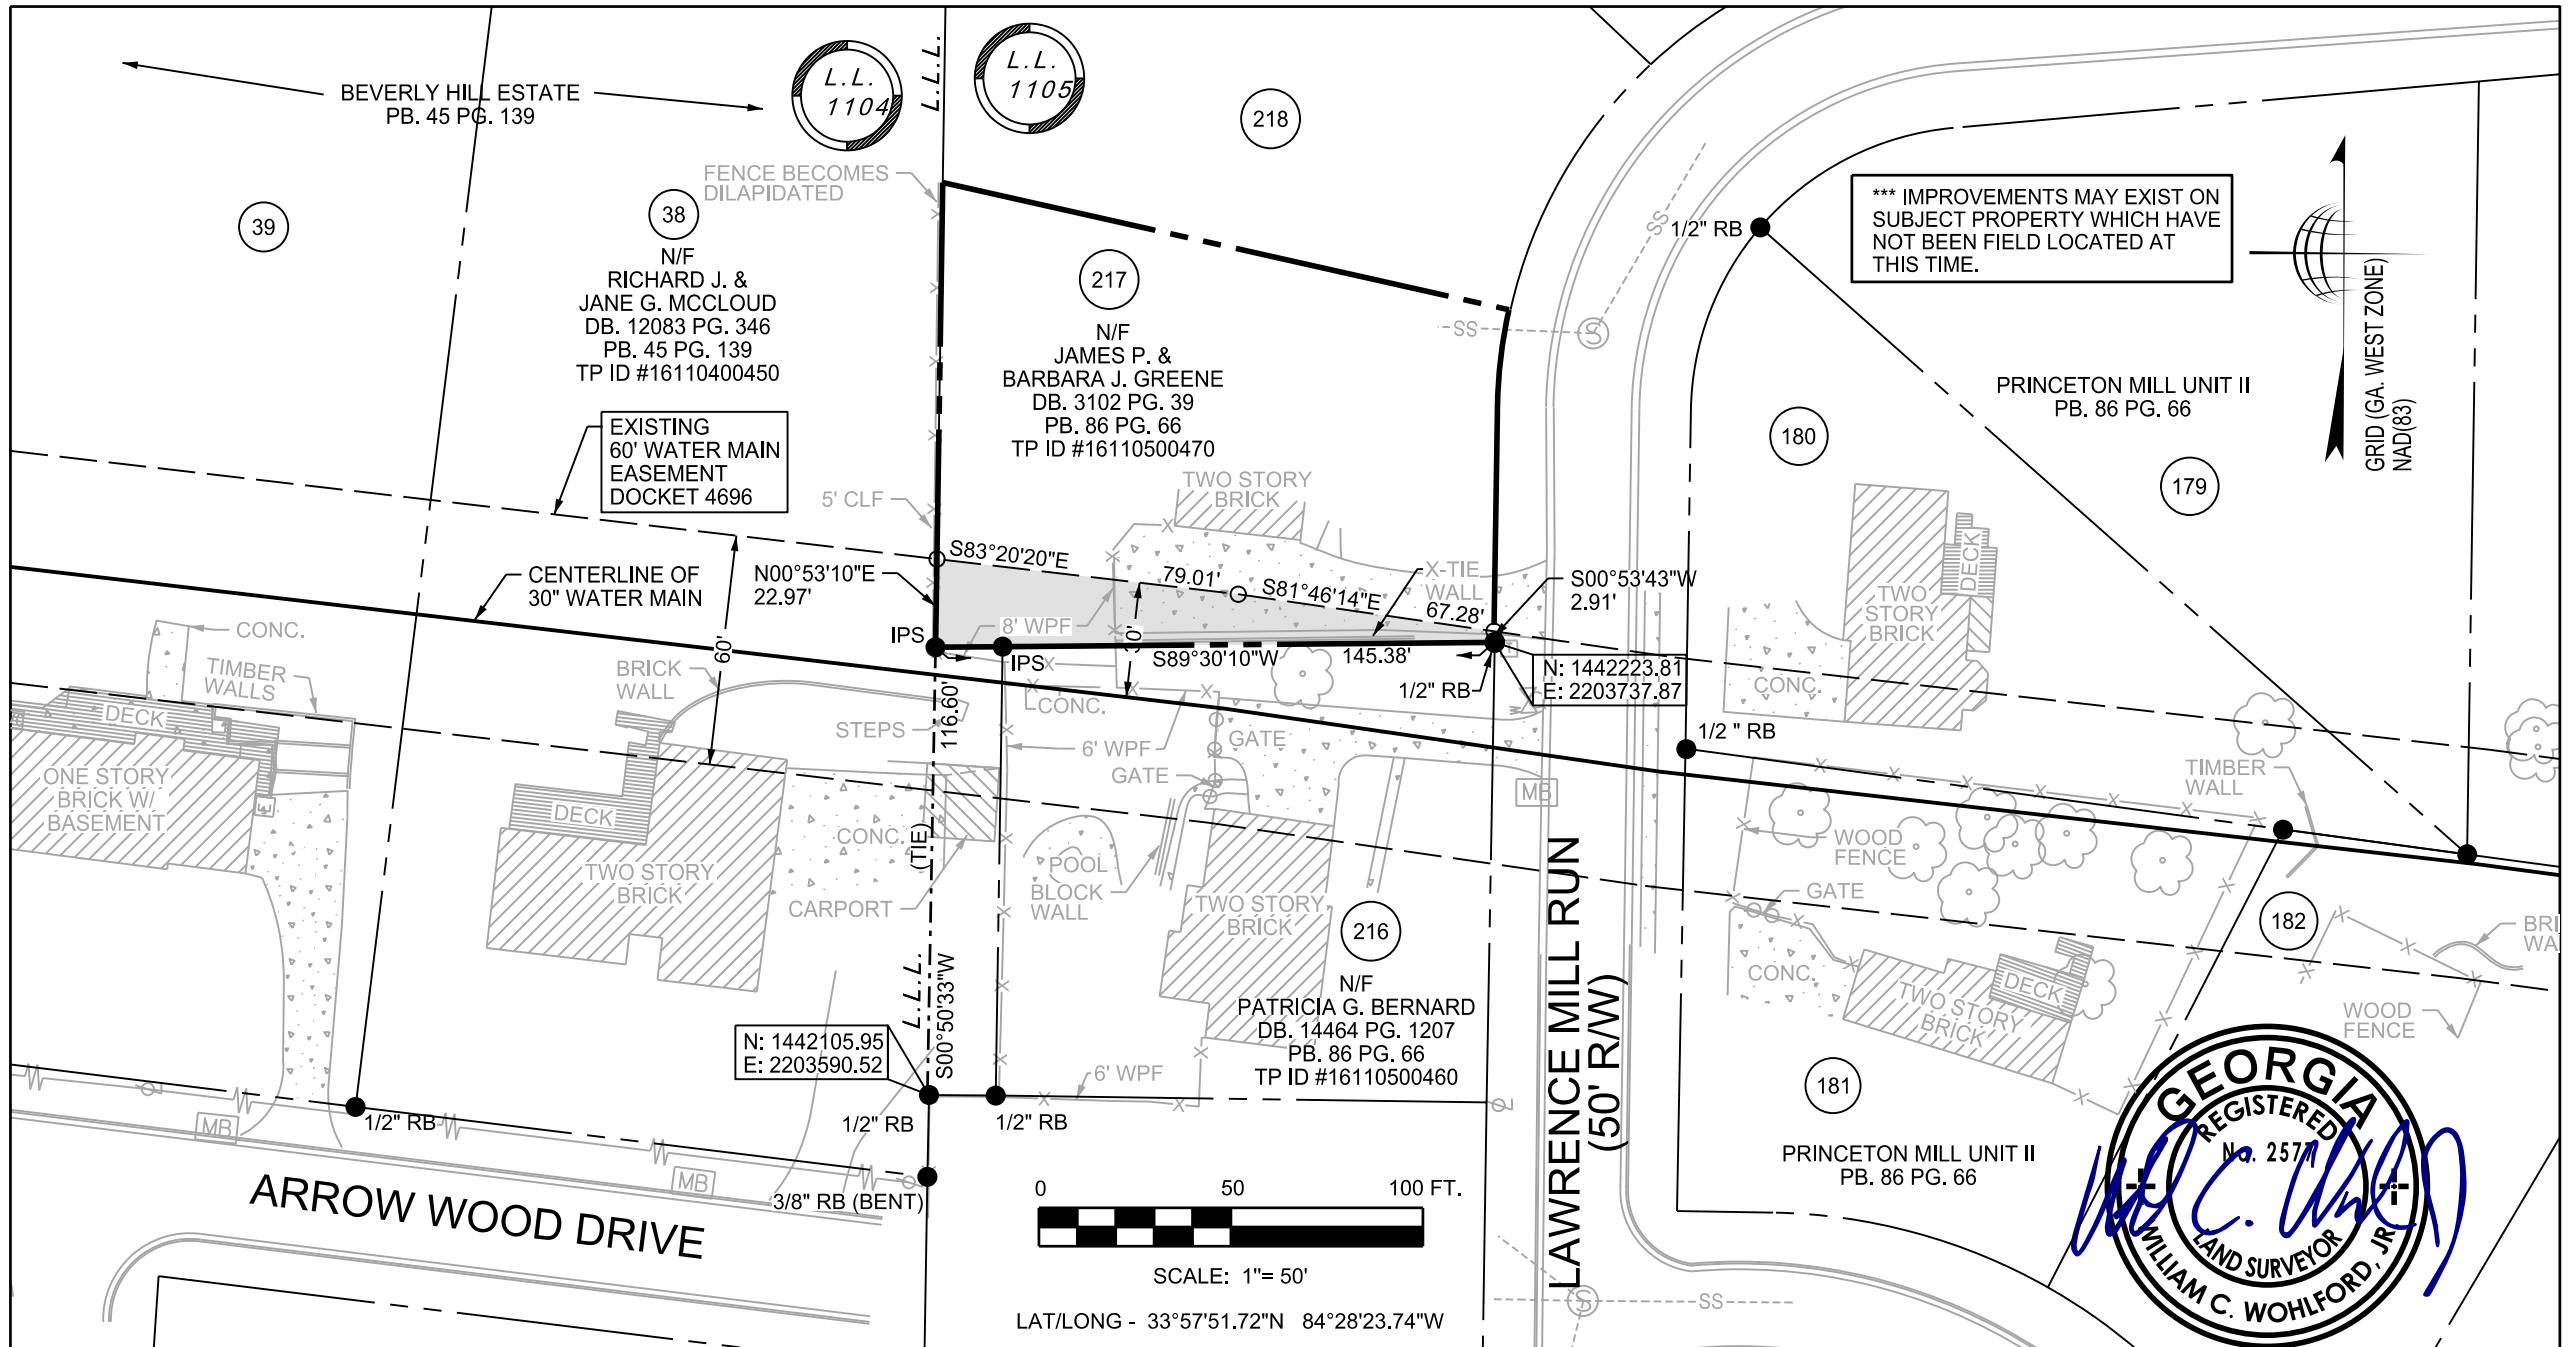 BEVERLY HILL ESTATE
PB. 45 PG. 139
L.L.
1104
L.L.L.
L.L.
1105
218
39
38
FENCE BECOMES
DILAPIDATED
N/F
RICHARD J. &
JANE G. MCCLOUD
DB. 12083 PG. 346
PB. 45 PG. 139
TP ID #16110400450
217
N/F
JAMES P. &
BARBARA J. GREENE
DB. 3102 PG. 39
PB. 86 PG. 66
TP ID #16110500470
SS
SS
S
1/2" RB
*** IMPROVEMENTS MAY EXIST ON
SUBJECT PROPERTY WHICH HAVE
NOT BEEN FIELD LOCATED AT
THIS TIME.
GRID (GA. WEST ZONE)
NAD(83)
PRINCETON MILL UNIT II
PB. 86 PG. 66
180
179
EXISTING
60' WATER MAIN
EASEMENT
DOCKET 4696
5' CLF
TWO STORY
BRICK
CENTERLINE OF
30" WATER MAIN
N00°53'10"E
22.97'
S83°20'20"E
79.01'
S81°46'14"E
67.28'
X-TIE
WALL
S00°53'43"W
2.91'
TWO
STORY
BRICK
DECK
CONC.
TIMBER
WALLS
BRICK
WALL
60'
IPS
8' WPF
30'
IPS
S89°30'10"W
145.38'
1/2" RB
N: 1442223.81
E: 2203737.87
CONC.
DECK
STEPS
116.60'
CONC.
6' WPF
GATE
GATE
1/2 " RB
ONE STORY
BRICK W/
BASEMENT
DECK
TWO STORY
BRICK
CONC.
(TIE)
CARPORT
POOL
BLOCK
WALL
TWO STORY
BRICK
MB
TIMBER
WALL
WOOD
FENCE
GATE
216
N/F
PATRICIA G. BERNARD
DB. 14464 PG. 1207
PB. 86 PG. 66
TP ID #16110500460
LAWRENCE MILL RUN
(50' R/W)
CONC.
TWO STORY
BRICK
DECK
182
BRI
WA
WOOD
FENCE
L.L.L.
S00°50'33"W
N: 1442105.95
E: 2203590.52
6' WPF
181
1/2" RB
1/2" RB
1/2" RB
MB
MB
3/8" RB (BENT)
ARROW WOOD DRIVE
PRINCETON MILL UNIT II
PB. 86 PG. 66
0 50 100 FT.
SCALE: 1"= 50'
LAT/LONG - 33°57'51.72"N 84°28'23.74"W
S
SS
GEORGIA
REGISTERED
No. 2577
LAND SURVEYOR
WILLIAM C. WOHLFORD, JR.